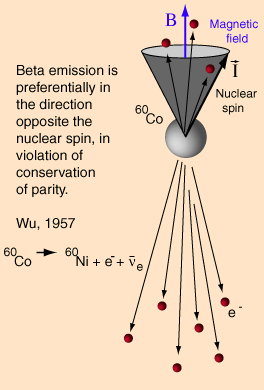 B
Magnetic
field
I
Nuclear
spin
60Co
Beta emission is
preferentially in
the direction
opposite the
nuclear spin, in
violation of
conservation
of parity.
Wu, 1957
60Co → 60Ni + e⁻ + ν̄e
e⁻